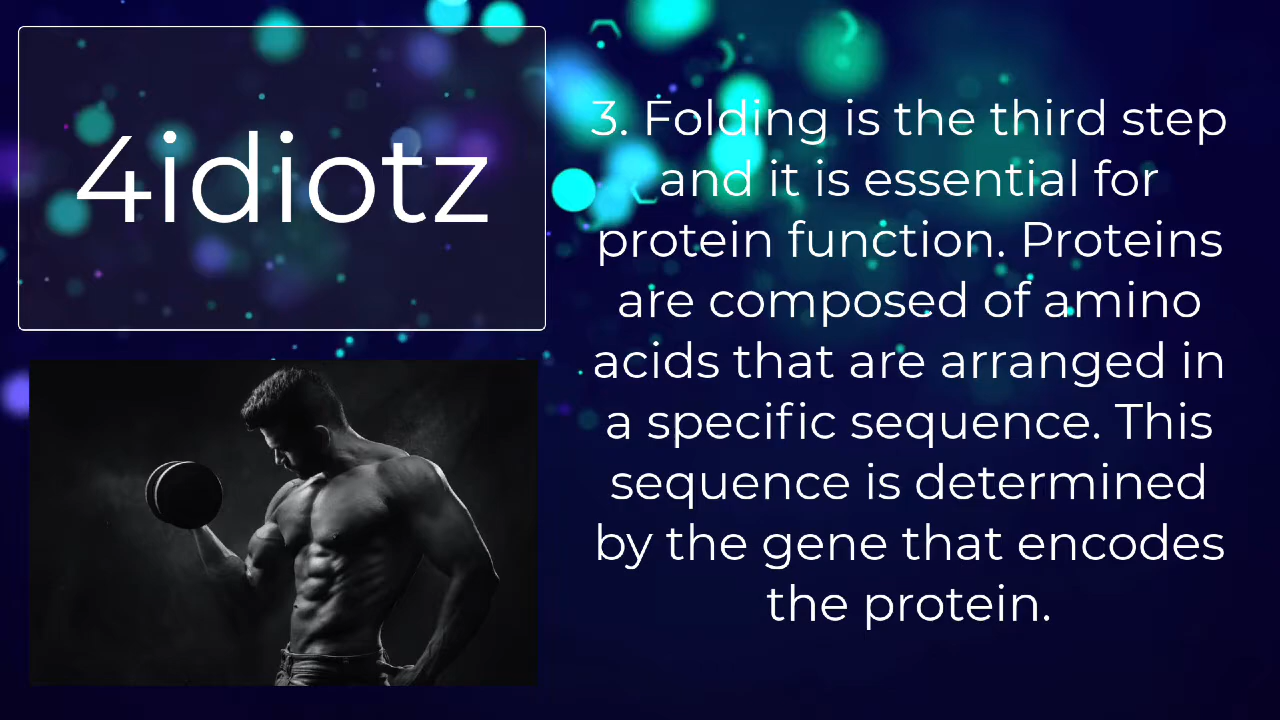 4idiotz
3. Folding is the third step
and it is essential for
protein function. Proteins
are composed of amino
acids that are arranged in
a specific sequence. This
sequence is determined
by the gene that encodes
the protein.